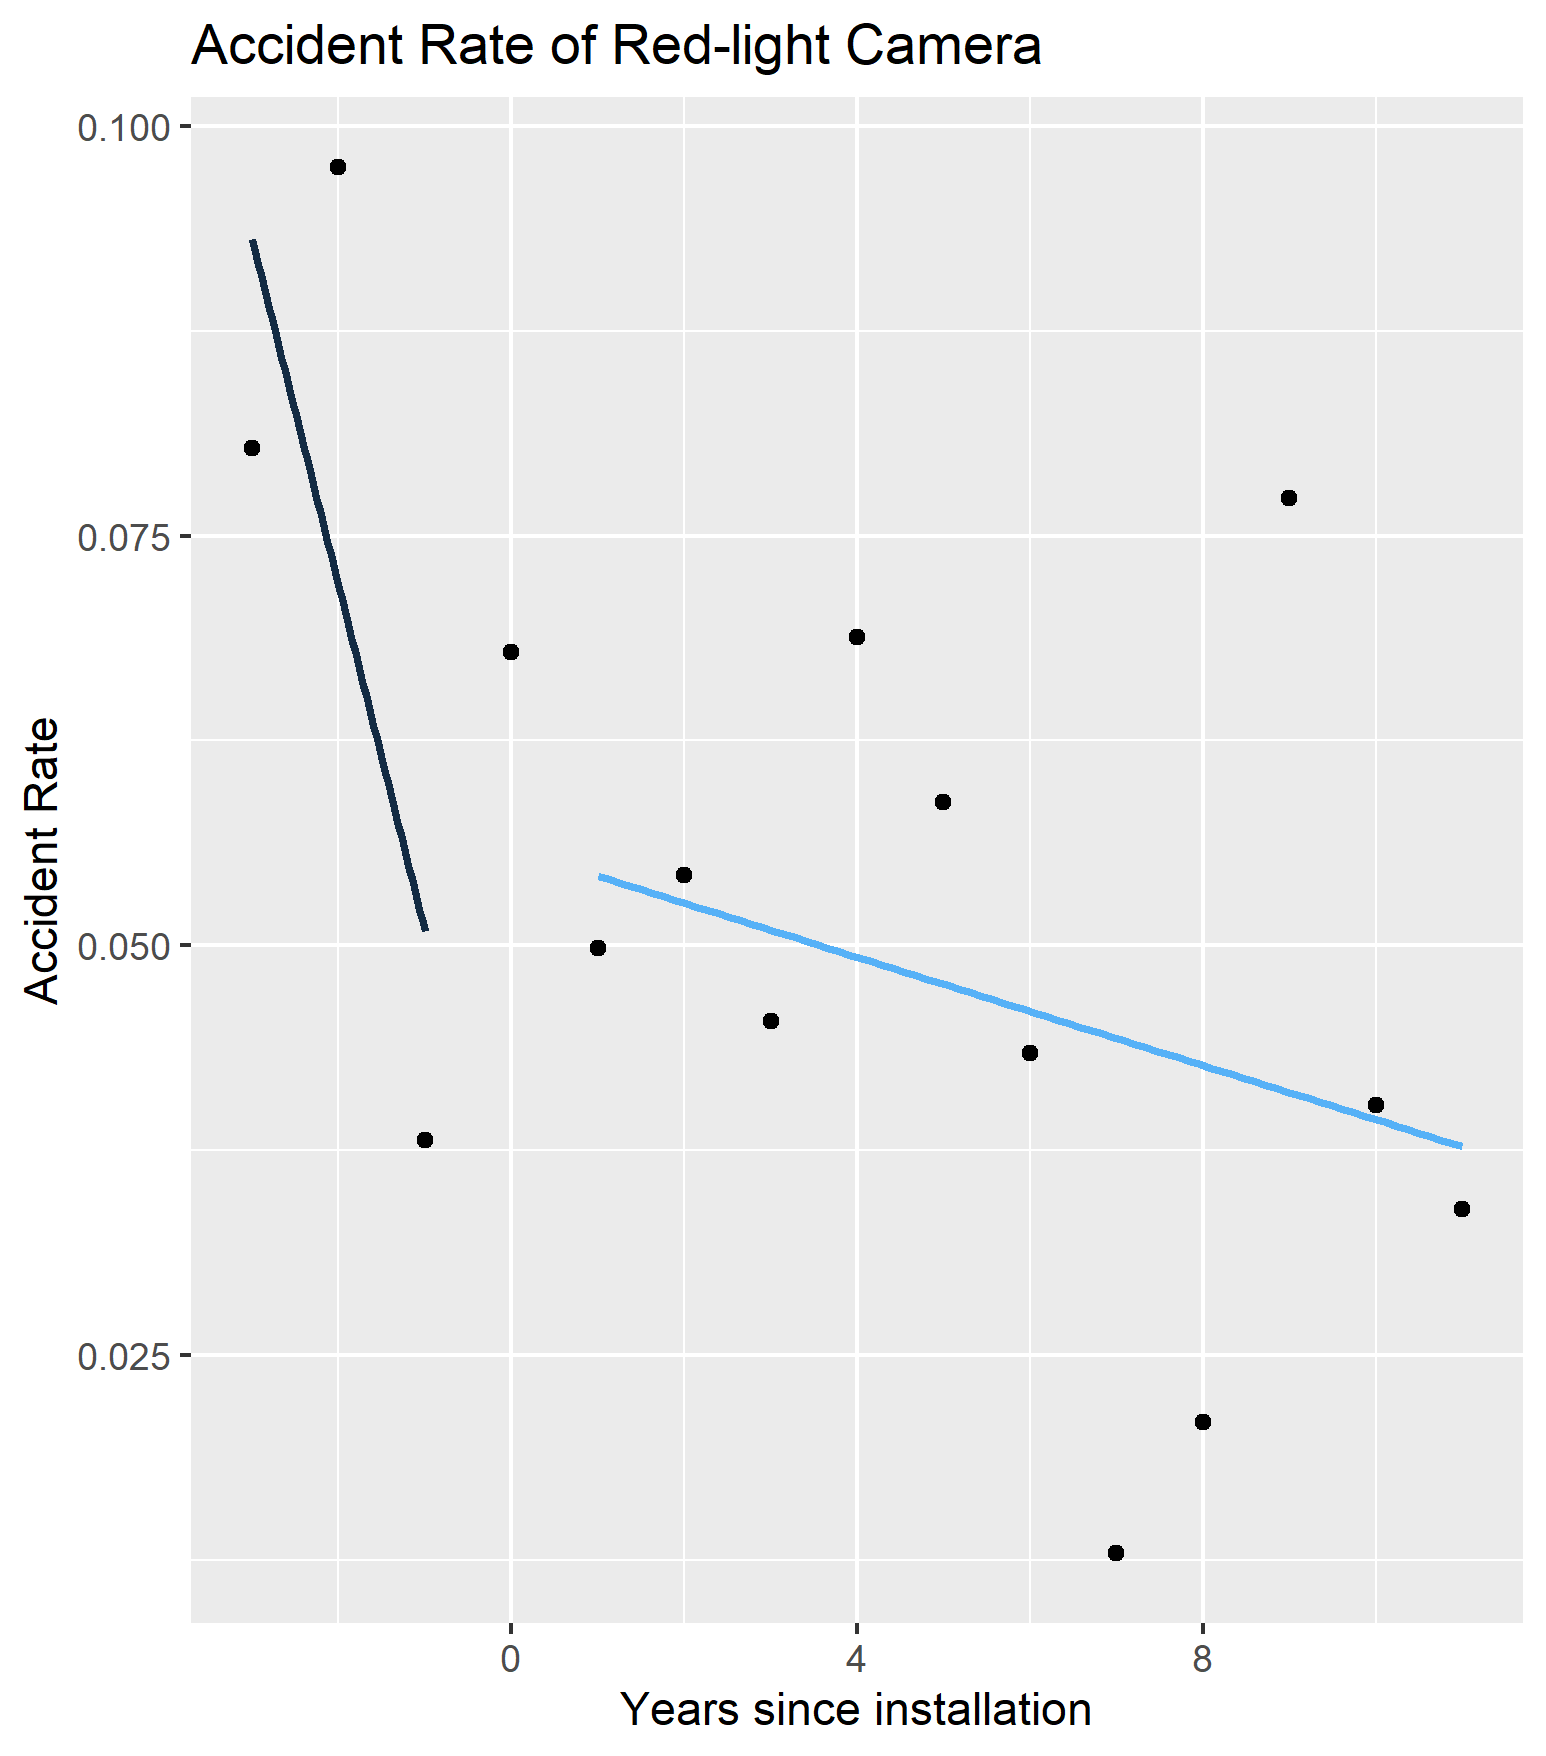 Accident Rate of Red-light Camera
0.100
0.075
0.050
0.025
Accident Rate
0
4
8
Years since installation